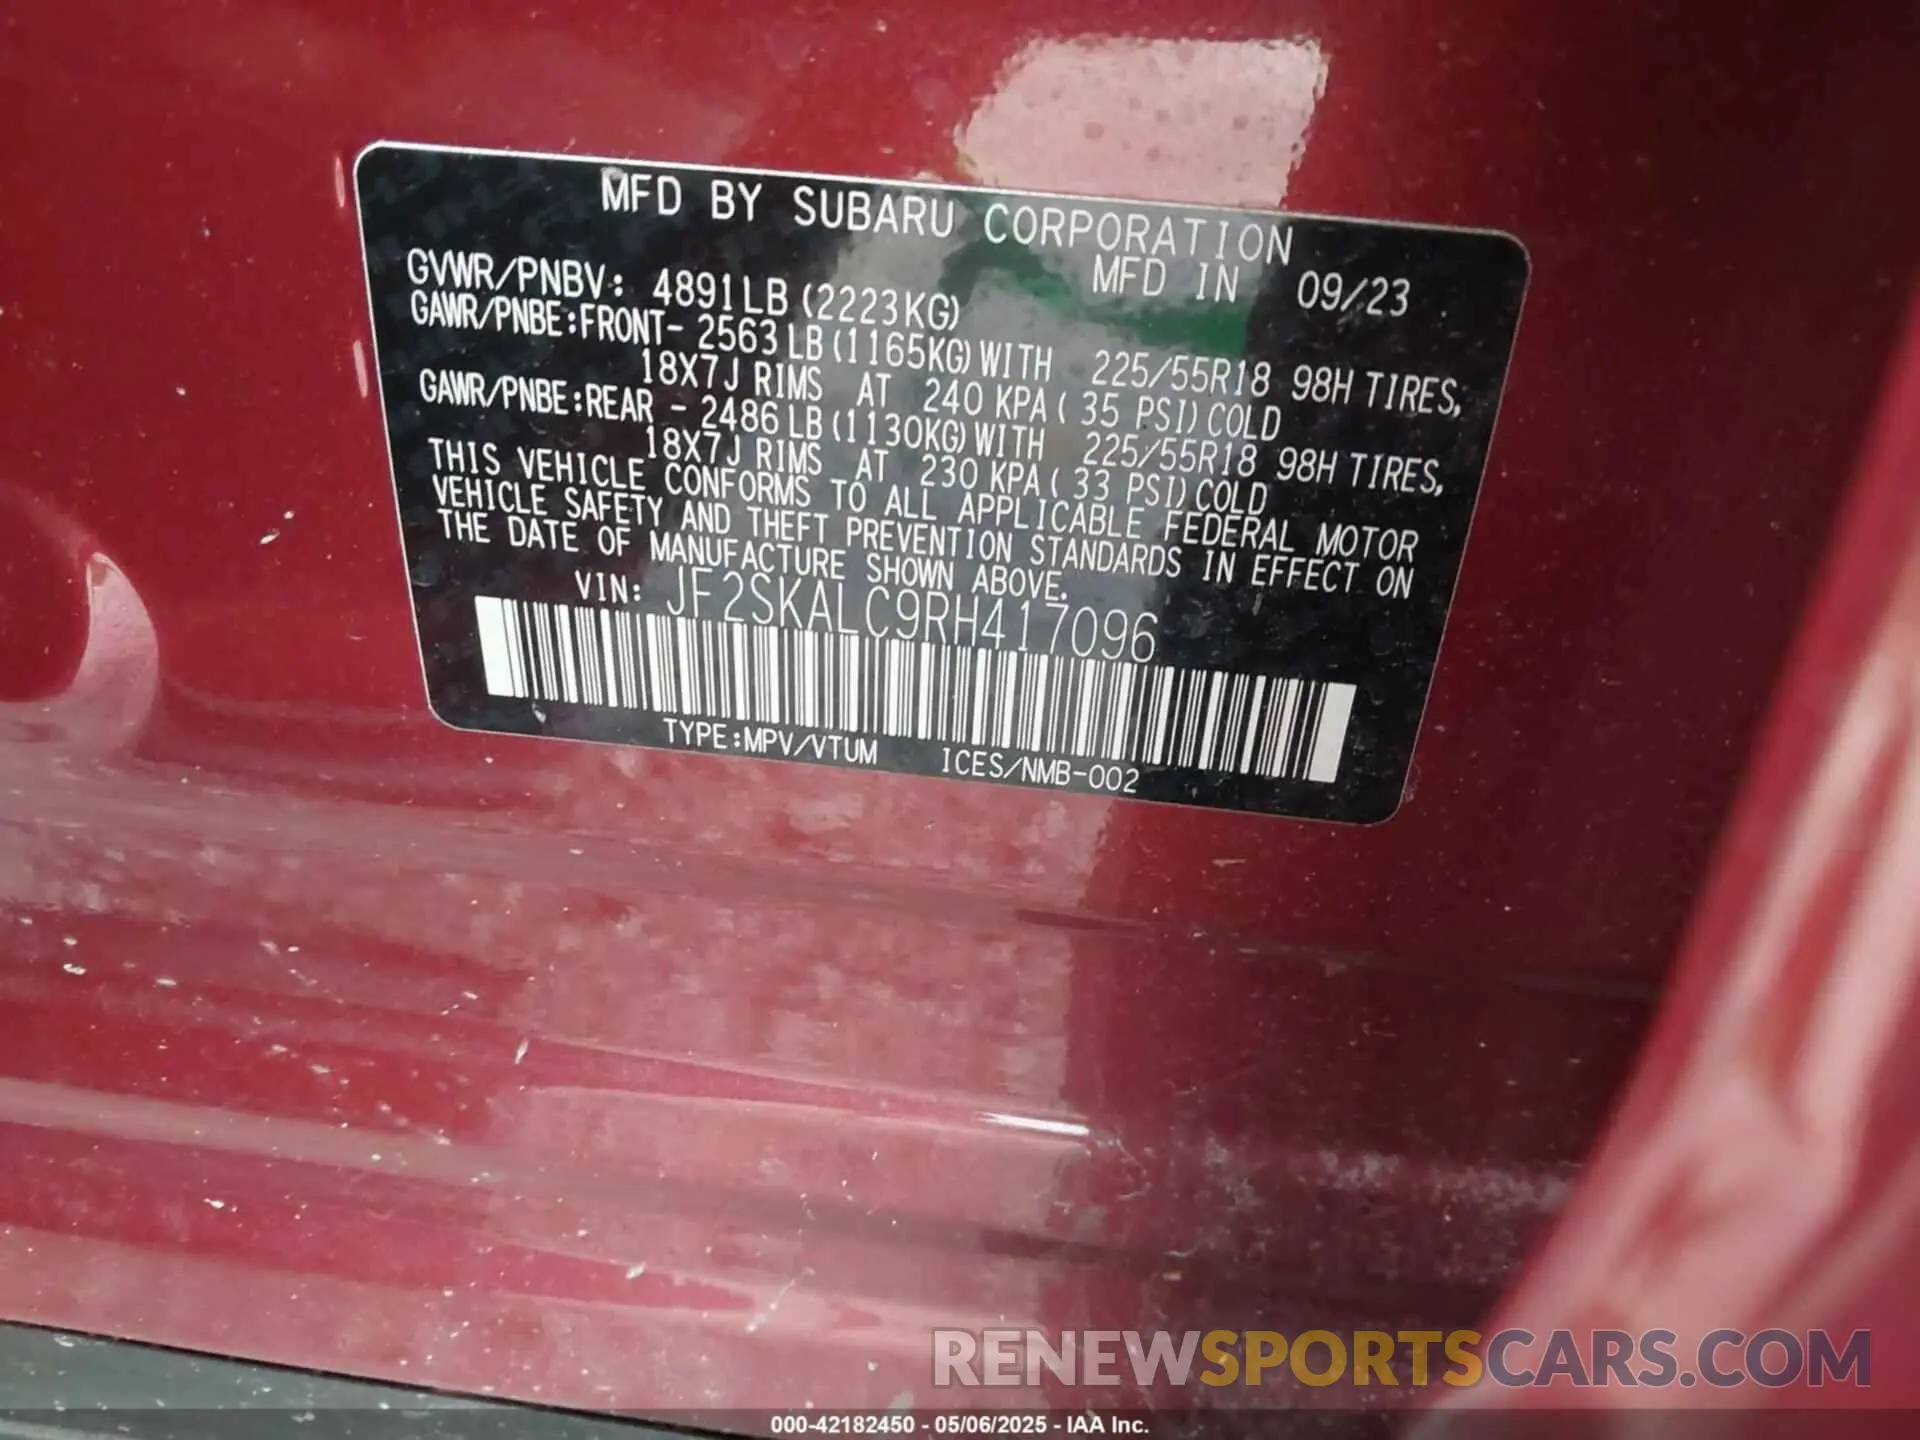 MFD BY SUBARU CORPORATION
MFD IN 09/23
GVWR/PNBV: 4891LB (2223KG)
GAWR/PNBE:FRONT- 2563 LB (1165KG) WITH 225/55R18 98H TIRES,
18X7J RIMS AT 240 KPA ( 35 PSI) COLD
GAWR/PNBE:REAR - 2486 LB (1130KG) WITH 225/55R18 98H TIRES,
18X7J RIMS AT 230 KPA ( 33 PSI) COLD
THIS VEHICLE CONFORMS TO ALL APPLICABLE FEDERAL MOTOR
VEHICLE SAFETY AND THEFT PREVENTION STANDARDS IN EFFECT ON
THE DATE OF MANUFACTURE SHOWN ABOVE.
VIN: JF2SKALC9RH417096
TYPE:MPV/VTUM ICES/NMB-002
RENEWSPORTSCARS.COM
000-42182450 - 05/06/2025 - IAA Inc.